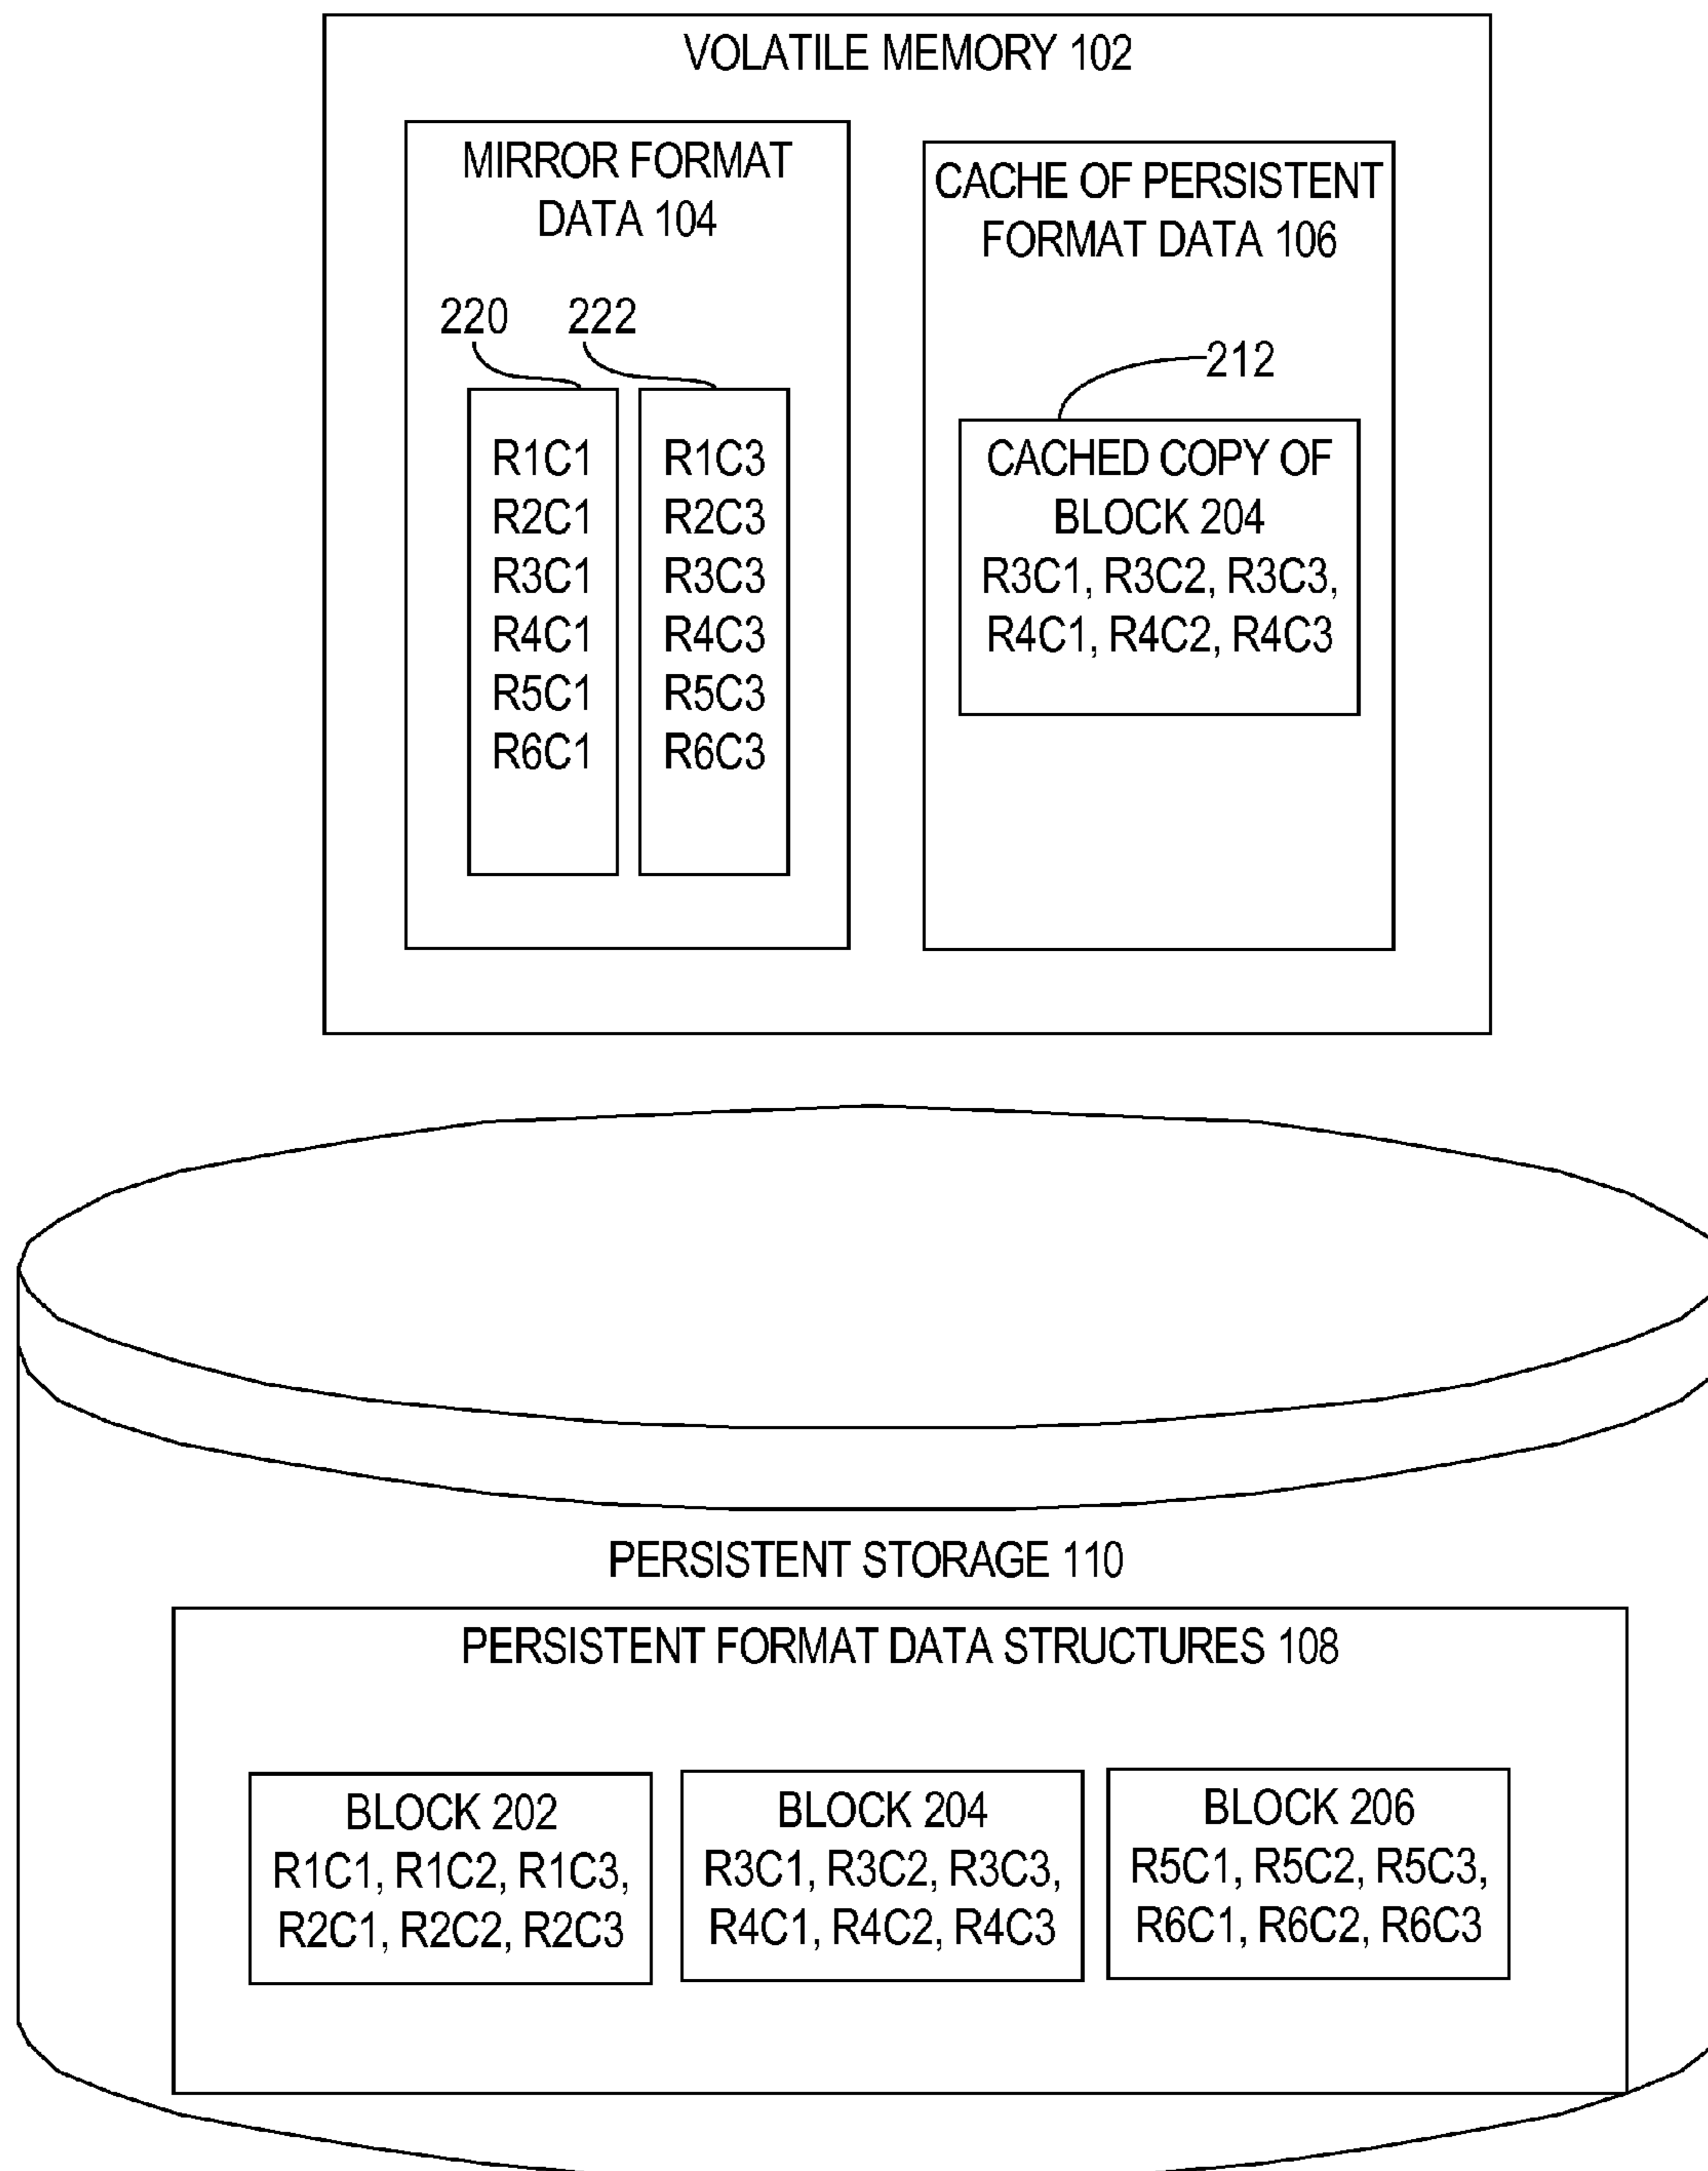 VOLATILE MEMORY 102
MIRROR FORMAT
DATA 104
220
222
R1C1
R2C1
R3C1
R4C1
R5C1
R6C1
R1C3
R2C3
R3C3
R4C3
R5C3
R6C3
CACHE OF PERSISTENT
FORMAT DATA 106
212
CACHED COPY OF
BLOCK 204
R3C1, R3C2, R3C3,
R4C1, R4C2, R4C3
PERSISTENT STORAGE 110
PERSISTENT FORMAT DATA STRUCTURES 108
BLOCK 202
R1C1, R1C2, R1C3,
R2C1, R2C2, R2C3
BLOCK 204
R3C1, R3C2, R3C3,
R4C1, R4C2, R4C3
BLOCK 206
R5C1, R5C2, R5C3,
R6C1, R6C2, R6C3